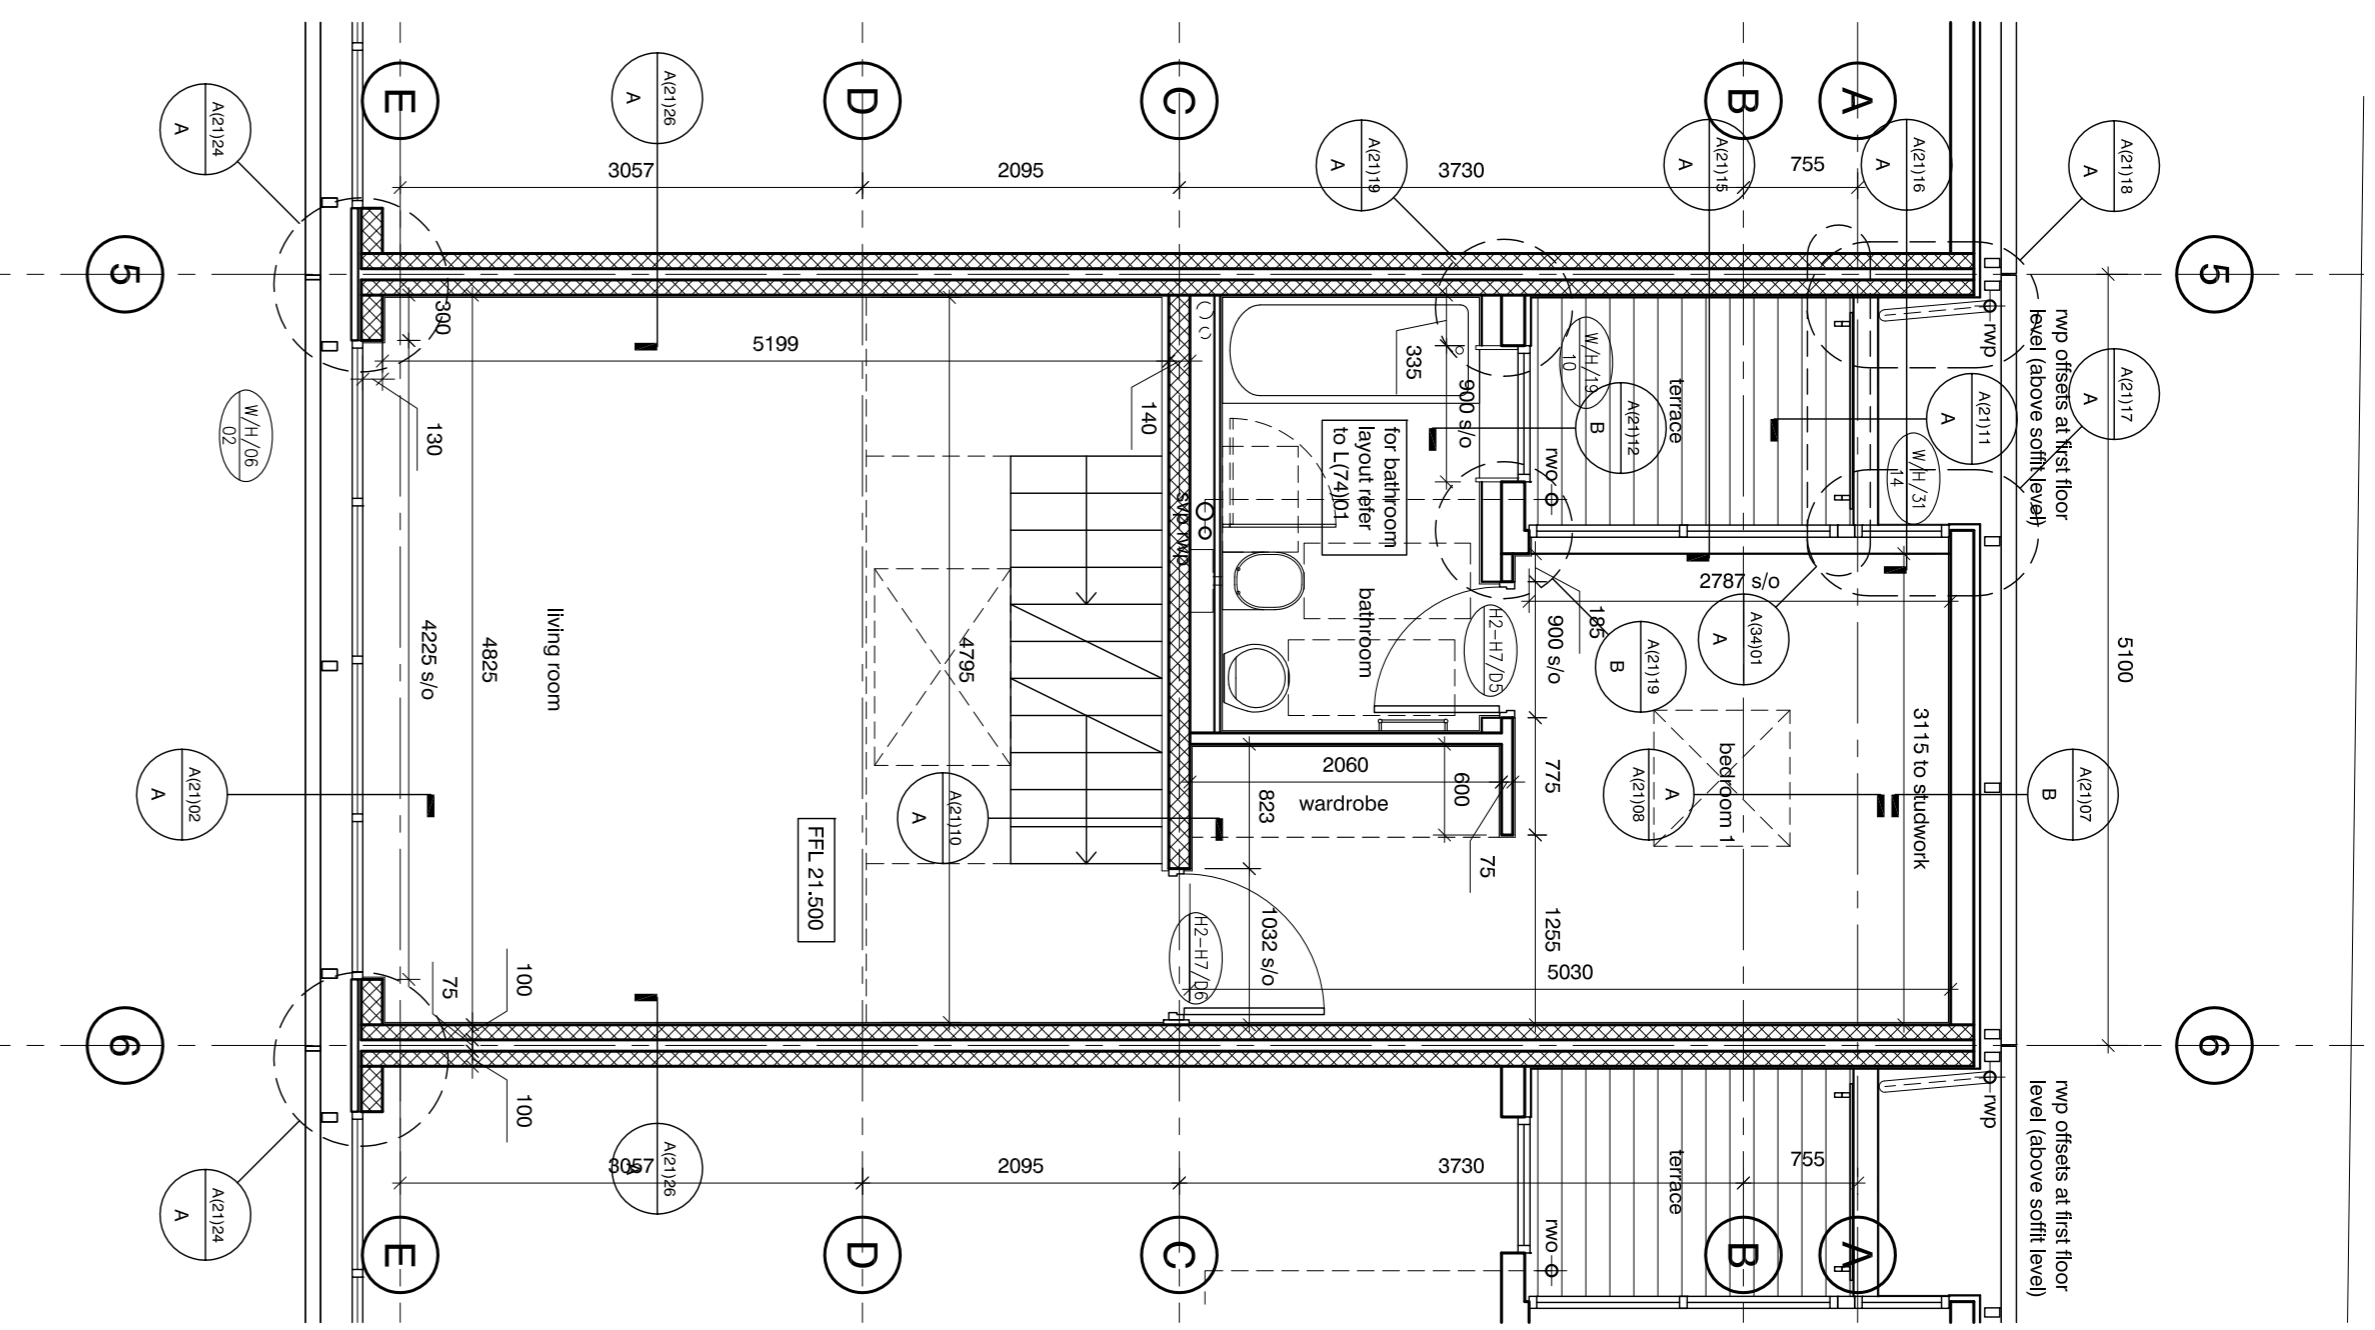 E
D
C
B
A
A(21)24
A
A(21)26
A
A(21)19
A
A(21)15
A
A(21)16
A
A(21)18
A
3057
2095
3730
755
5
5
300
5199
140
130
335
900 s/o
W/H/19
10
terrace
A(21)12
B
rwo
rwp
rwp offsets at first floor
level (above soffit level)
A(21)17
A
A(21)11
A
W/H/31
14
W/H/06
02
for bathroom
layout refer
to L(74)01
svp
rwp
bathroom
H2-H7/D5
185
900 s/o
2787 s/o
A(21)19
B
A(34)01
A
5100
living room
4225 s/o
4825
4795
2060
wardrobe
600
823
75
775
bedroom 1
A(21)08
A
3115 to studwork
A(21)07
B
A(21)02
A
A(21)10
A
FFL 21.500
H2-H7/D6
1032 s/o
1255
5030
100
75
100
6
6
rwp
rwp offsets at first floor
level (above soffit level)
A(21)24
A
A(21)26
A
3057
2095
3730
755
terrace
rwo
E
D
C
B
A